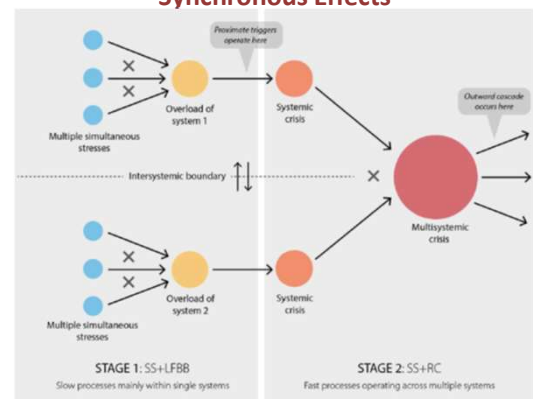 Synchronous Effects
Proximate triggers
operate here
Overload of
system 1
Systemic
crisis
Multiple simultaneous
stresses
Outward cascade
occurs here
Intersystemic boundary
Multisystemic
crisis
Overload of
system 2
Systemic
crisis
Multiple simultaneous
stresses
STAGE 1: SS+LFBB
Slow processes mainly within single systems
STAGE 2: SS+RC
Fast processes operating across multiple systems